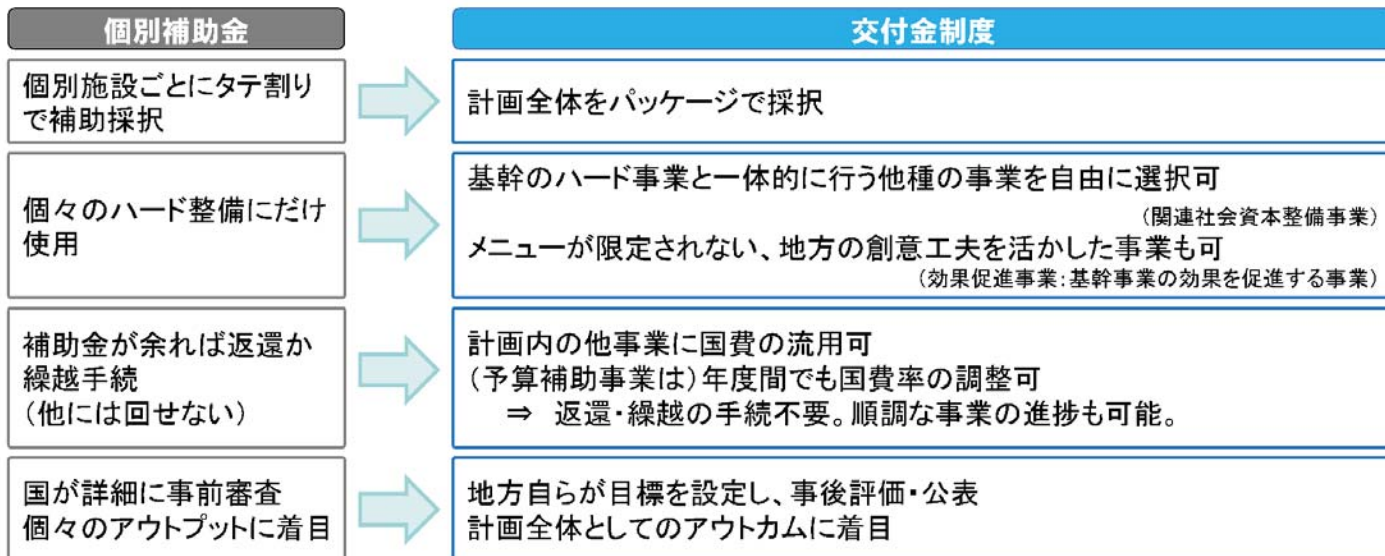 個別補助金
交付金制度
個別施設ごとにタテ割り
で補助採択
計画全体をパッケージで採択
個々のハード整備にだけ
使用
基幹のハード事業と一体的に行う他種の事業を自由に選択可
(関連社会資本整備事業)
メニューが限定されない、地方の創意工夫を活かした事業も可
(効果促進事業:基幹事業の効果を促進する事業)
補助金が余れば返還か
繰越手続
(他には回せない)
計画内の他事業に国費の流用可
(予算補助事業は)年度間でも国費率の調整可
⇒ 返還・繰越の手続不要。順調な事業の進捗も可能。
国が詳細に事前審査
個々のアウトプットに着目
地方自らが目標を設定し、事後評価・公表
計画全体としてのアウトカムに着目